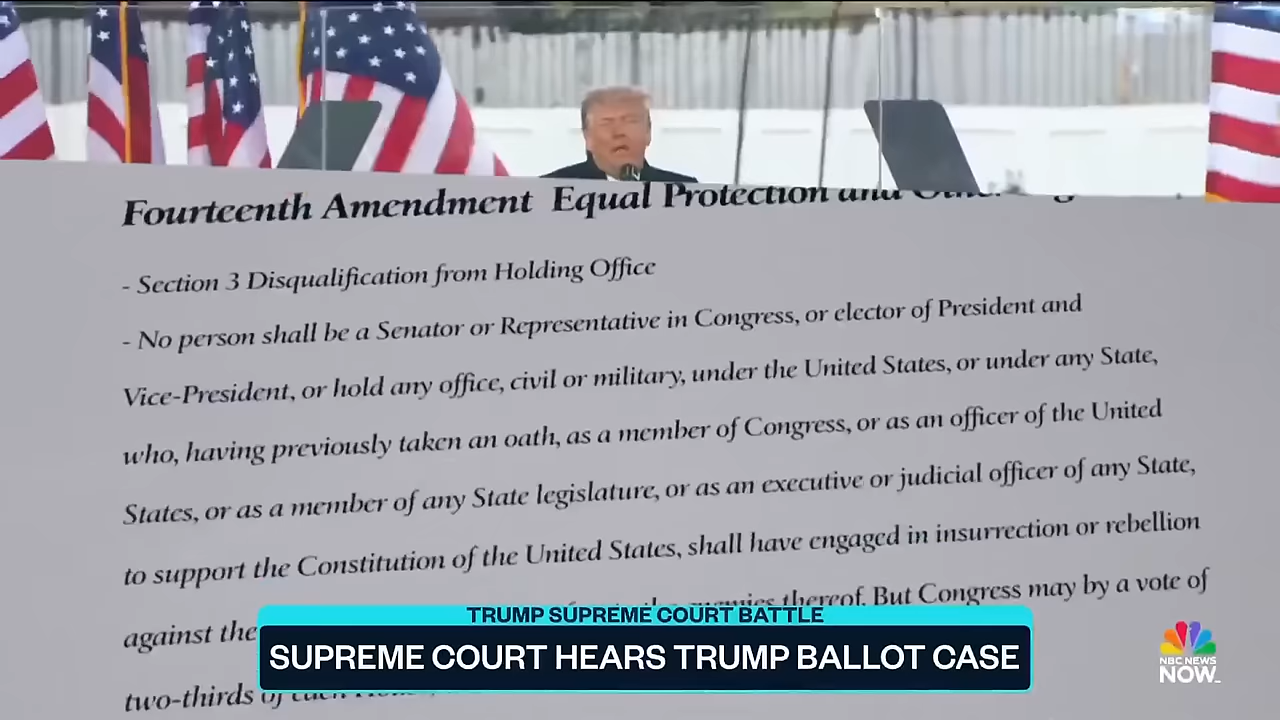 Fourteenth Amendment Equal Protection and
- Section 3 Disqualification from Holding Office
- No person shall be a Senator or Representative in Congress, or elector of President and
Vice-President, or hold any office, civil or military, under the United States, or under any State,
who, having previously taken an oath, as a member of Congress, or as an officer of the United
States, or as a member of any State legislature, or as an executive or judicial officer of any State,
to support the Constitution of the United States, shall have engaged in insurrection or rebellion
against the enemies thereof. But Congress may by a vote of
two-thirds of each
TRUMP SUPREME COURT BATTLE
SUPREME COURT HEARS TRUMP BALLOT CASE
NBC NEWS
NOW